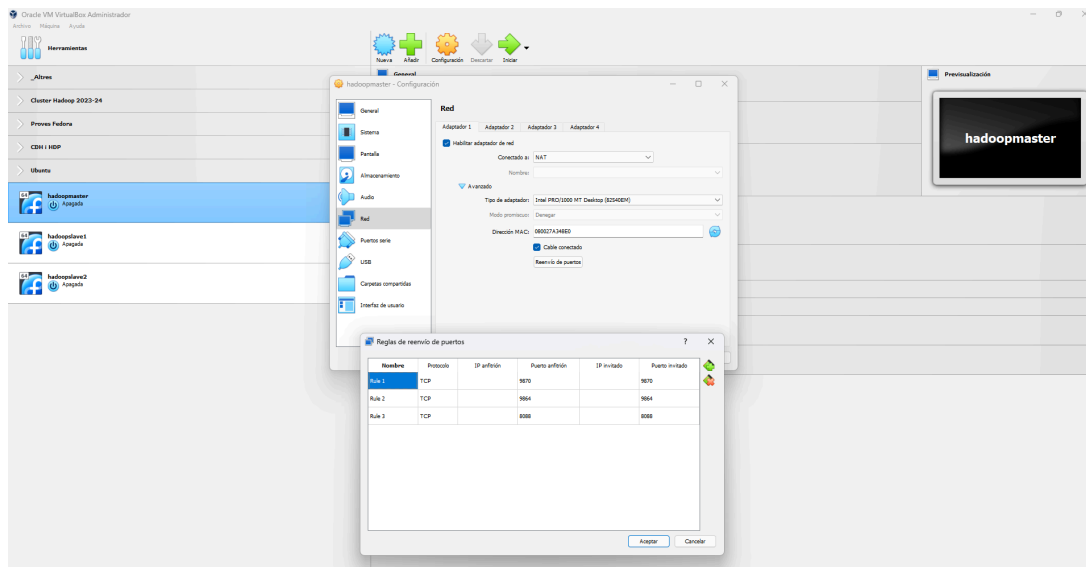 Oracle VM VirtualBox Administrador
Archivo Máquina Ayuda
Herramientas
Nueva Añadir Configuración Descartar Iniciar
_Altres
Cluster Hadoop 2023-24
Proves Fedora
CDH i HDP
Ubuntu
64
hadoopmaster
Apagada
64
hadoopslave1
Apagada
64
hadoopslave2
Apagada
General
Previsualización
hadoopmaster
hadoopmaster - Configuración
General
Sistema
Pantalla
Almacenamiento
Audio
Red
Puertos serie
USB
Carpetas compartidas
Interfaz de usuario
Red
Adaptador 1 Adaptador 2 Adaptador 3 Adaptador 4
Habilitar adaptador de red
Conectado a: NAT
Nombre:
Avanzado
Tipo de adaptador: Intel PRO/1000 MT Desktop (82540EM)
Modo promiscuo: Denegar
Dirección MAC: 080027A348E0
Cable conectado
Reenvío de puertos
Reglas de reenvío de puertos
Nombre Protocolo IP anfitrión Puerto anfitrión IP invitado Puerto invitado
Rule 1 TCP 9870 9870
Rule 2 TCP 9864 9864
Rule 3 TCP 8088 8088
Aceptar Cancelar